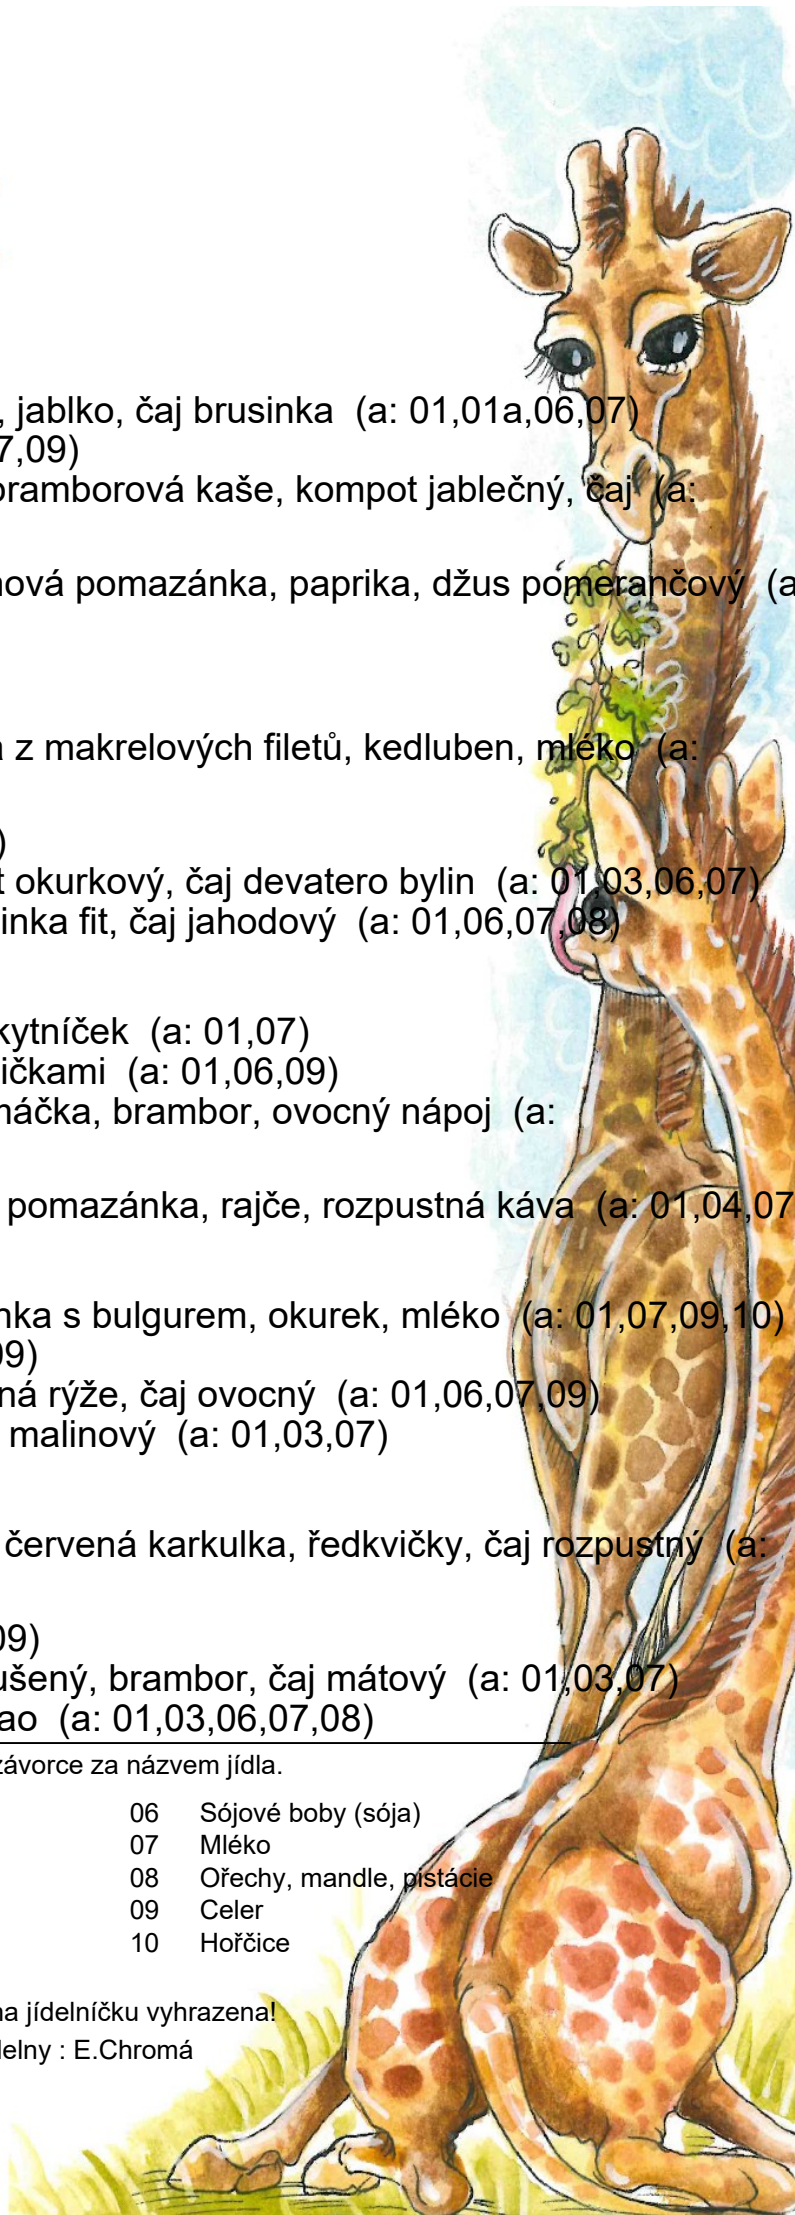 , jablko, čaj brusinka (a: 01,01a,06,07)
7,09)
bramborová kaše, kompot jablečný, čaj (a:
nová pomazánka, paprika, džus pomerančový (a
z makrelových filetů, kedluben, mléko (a:
)
t okurkový, čaj devatero bylin (a: 01,03,06,07)
inka fit, čaj jahodový (a: 01,06,07,08)
kytníček (a: 01,07)
ičkami (a: 01,06,09)
náčka, brambor, ovocný nápoj (a:
pomazánka, rajče, rozpustná káva (a: 01,04,07
nka s bulgurem, okurek, mléko (a: 01,07,09,10)
09)
ná rýže, čaj ovocný (a: 01,06,07,09)
malinový (a: 01,03,07)
červená karkulka, ředkvičky, čaj rozpustný (a:
09)
ušený, brambor, čaj mátový (a: 01,03,07)
ao (a: 01,03,06,07,08)
závorce za názvem jídla.
06 Sójové boby (sója)
07 Mléko
08 Ořechy, mandle, pistácie
09 Celer
10 Hořčice
na jídelníčku vyhrazena!
delny : E.Chromá